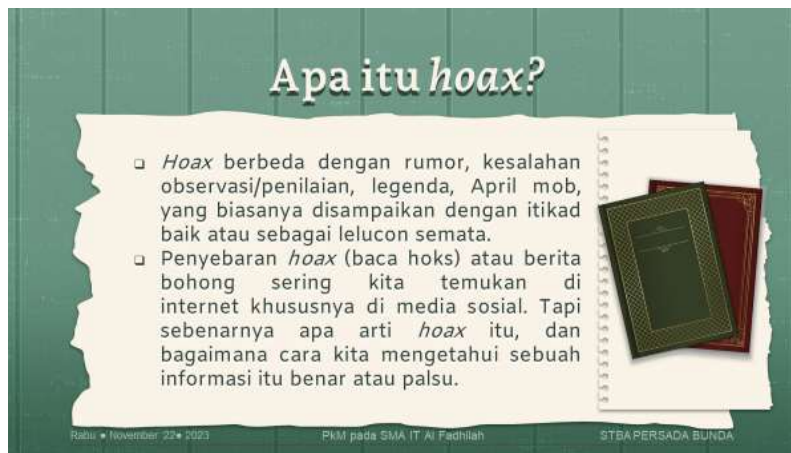 Apa itu hoax?
❑ Hoax berbeda dengan rumor, kesalahan
observasi/penilaian, legenda, April mob,
yang biasanya disampaikan dengan itikad
baik atau sebagai lelucon semata.
❑ Penyebaran hoax (baca hoks) atau berita
bohong sering kita temukan di
internet khususnya di media sosial. Tapi
sebenarnya apa arti hoax itu, dan
bagaimana cara kita mengetahui sebuah
informasi itu benar atau palsu.
Rabu ● November 22● 2023
PkM pada SMA IT Al Fadhilah
STBA PERSADA BUNDA